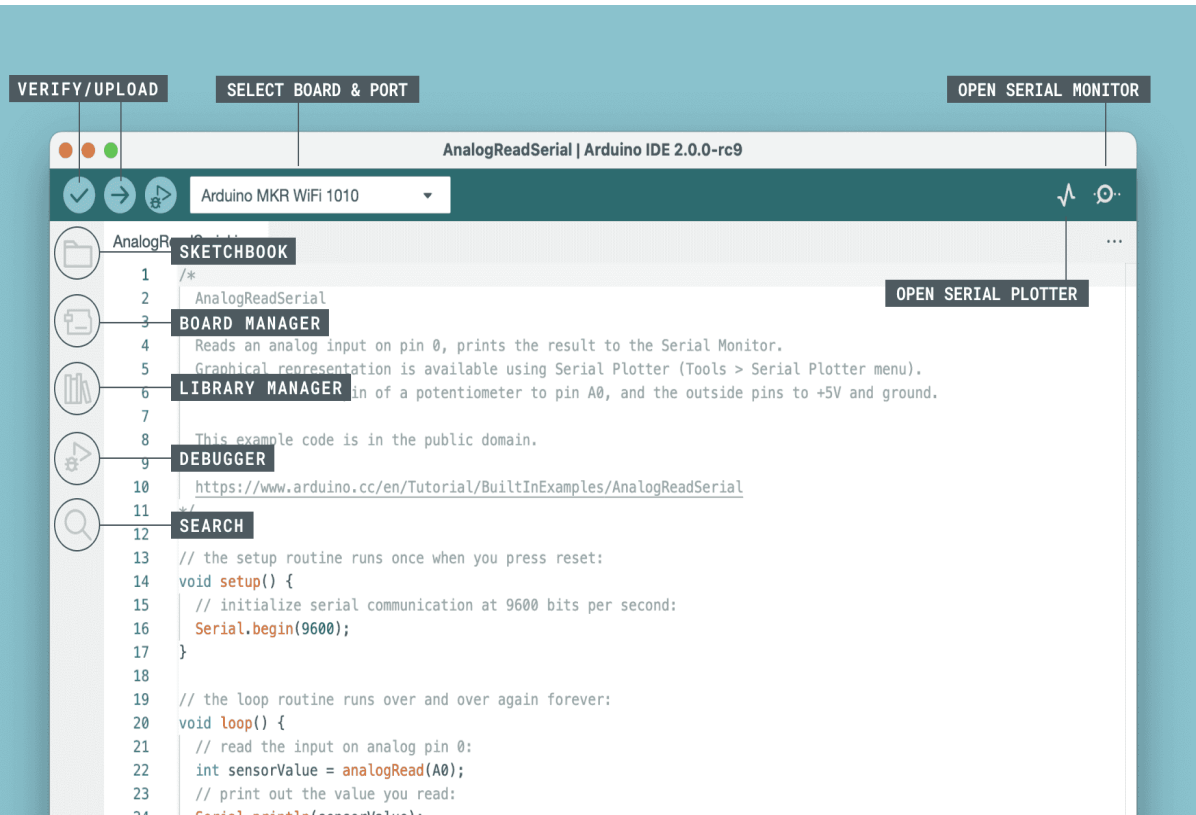 VERIFY/UPLOAD
SELECT BOARD & PORT
OPEN SERIAL MONITOR
AnalogReadSerial | Arduino IDE 2.0.0-rc9
Arduino MKR WiFi 1010
AnalogR
SKETCHBOOK
1 /*
2 AnalogReadSerial
OPEN SERIAL PLOTTER
3
BOARD MANAGER
4 Reads an analog input on pin 0, prints the result to the Serial Monitor.
5 Graphical representation is available using Serial Plotter (Tools > Serial Plotter menu).
LIBRARY MANAGER
6 in of a potentiometer to pin A0, and the outside pins to +5V and ground.
7
8 This example code is in the public domain.
DEBUGGER
9
10 https://www.arduino.cc/en/Tutorial/BuiltInExamples/AnalogReadSerial
11 */
SEARCH
12
13 // the setup routine runs once when you press reset:
14 void setup() {
15 // initialize serial communication at 9600 bits per second:
16 Serial.begin(9600);
17 }
18
19 // the loop routine runs over and over again forever:
20 void loop() {
21 // read the input on analog pin 0:
22 int sensorValue = analogRead(A0);
23 // print out the value you read:
24 Serial.println(sensorValue);